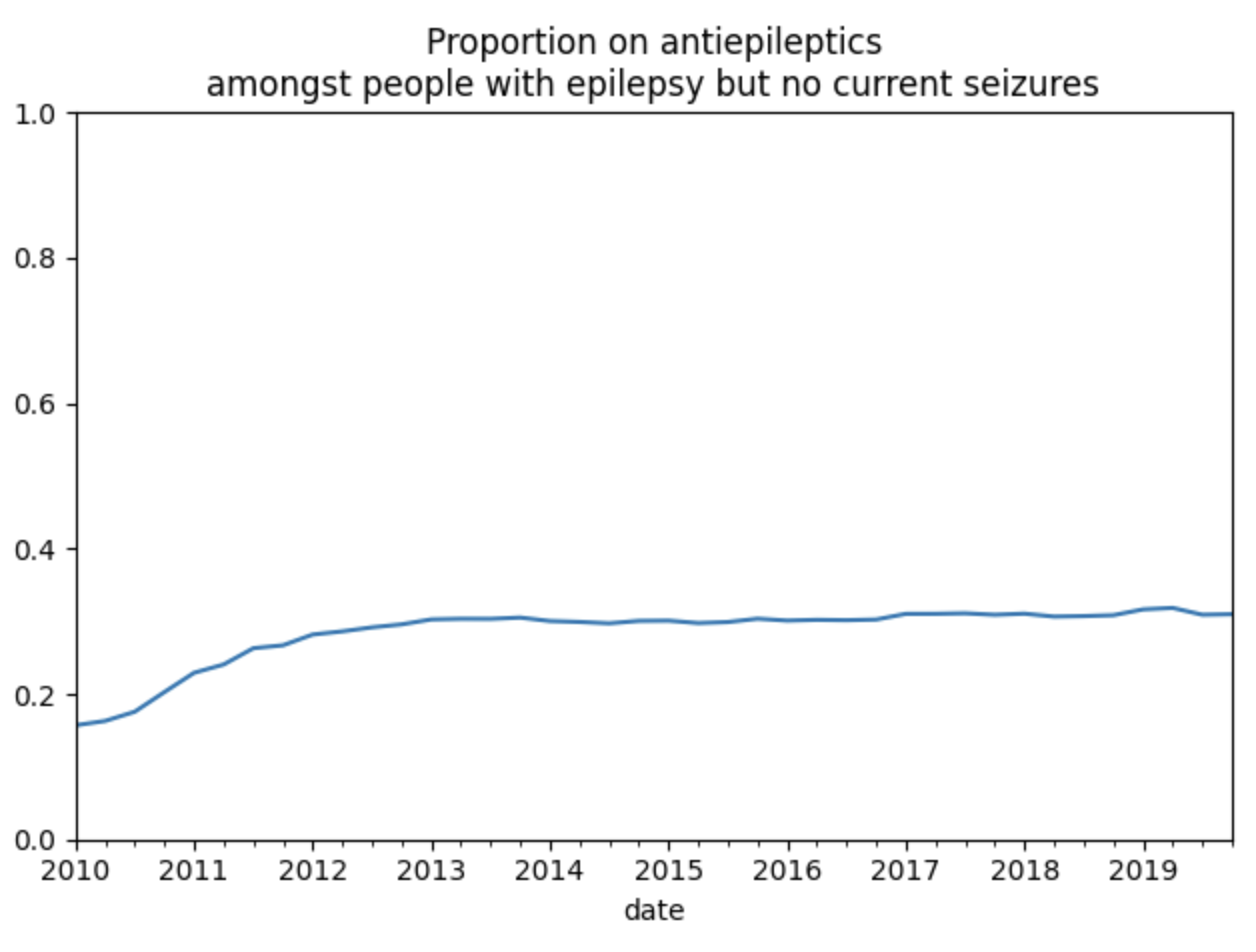 Proportion on antiepileptics
amongst people with epilepsy but no current seizures
1.0
0.8
0.6
0.4
0.2
0.0
2010 2011 2012 2013 2014 2015 2016 2017 2018 2019
date